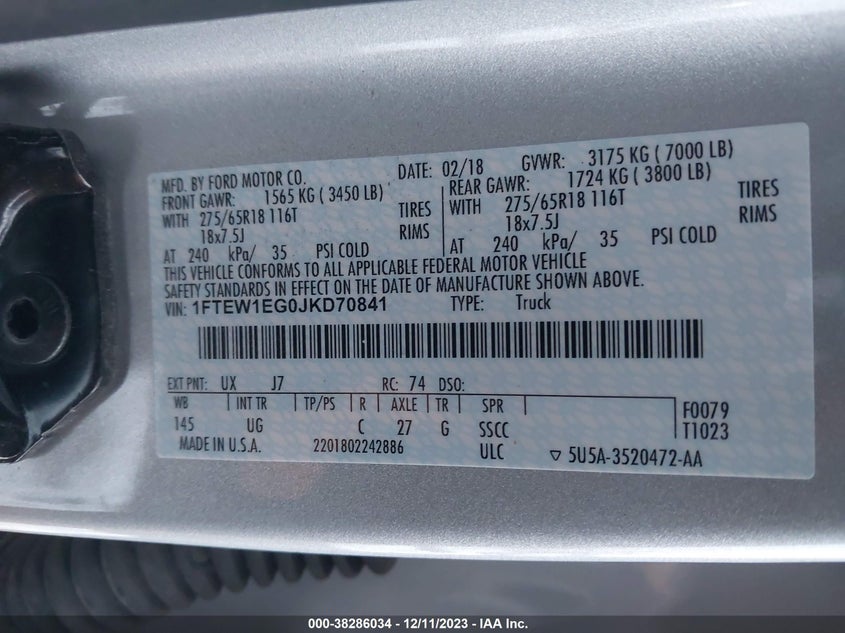 MFD. BY FORD MOTOR CO. DATE: 02/18 GVWR: 3175 KG ( 7000 LB)
FRONT GAWR: 1565 KG ( 3450 LB) REAR GAWR: 1724 KG ( 3800 LB)
WITH 275/65R18 116T TIRES WITH 275/65R18 116T TIRES
18x7.5J RIMS 18x7.5J RIMS
AT 240 kPa/ 35 PSI COLD AT 240 kPa/ 35 PSI COLD
THIS VEHICLE CONFORMS TO ALL APPLICABLE FEDERAL MOTOR VEHICLE
SAFETY STANDARDS IN EFFECT ON THE DATE OF MANUFACTURE SHOWN ABOVE.
VIN: 1FTEW1EG0JKD70841 TYPE: Truck
EXT PNT: UX J7 RC: 74 DSO:
WB INT TR TP/PS R AXLE TR SPR F0079
145 UG C 27 G SSCC T1023
MADE IN U.S.A. 2201802242886 ULC ▽ 5U5A-3520472-AA
000-38286034 - 12/11/2023 - IAA Inc.